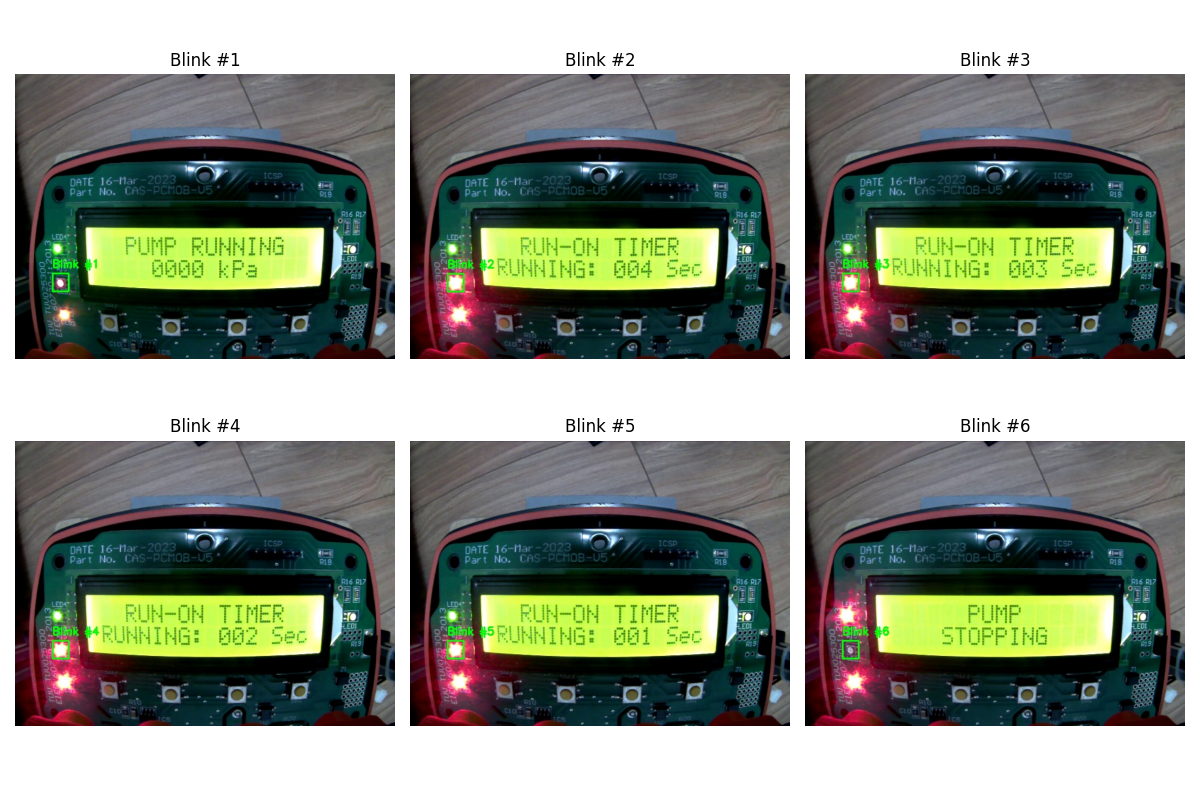 Blink #1
DATE 16-Mar-2023
Part No. CAS-PCMOB-V5
ICSP
1
R18
R16 R17
LED4
PUMP RUNNING
0000 kPa
LED1
Blink #1
R19
Blink #2
DATE 16-Mar-2023
Part No. CAS-PCMOB-V5
ICSP
1
R18
R16 R17
LED4
RUN-ON TIMER
RUNNING: 004 Sec
LED1
Blink #2
R19
Blink #3
DATE 16-Mar-2023
Part No. CAS-PCMOB-V5
ICSP
1
R18
R16 R17
LED4
RUN-ON TIMER
RUNNING: 003 Sec
LED1
Blink #3
R19
Blink #4
DATE 16-Mar-2023
Part No. CAS-PCMOB-V5
ICSP
1
R18
R16 R17
LED4
RUN-ON TIMER
RUNNING: 002 Sec
LED1
Blink #4
R19
Blink #5
DATE 16-Mar-2023
Part No. CAS-PCMOB-V5
ICSP
1
R18
R16 R17
LED4
RUN-ON TIMER
RUNNING: 001 Sec
LED1
Blink #5
R19
Blink #6
DATE 16-Mar-2023
Part No. CAS-PCMOB-V5
ICSP
1
R18
R16 R17
LED4
PUMP
STOPPING
LED1
Blink #6
R19